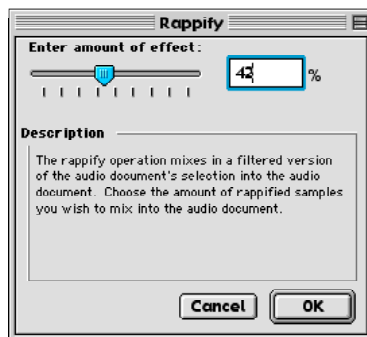 Rappify
Enter amount of effect:
42 %
Description
The rappify operation mixes in a filtered version
of the audio document's selection into the audio
document. Choose the amount of rappified samples
you wish to mix into the audio document.
Cancel OK